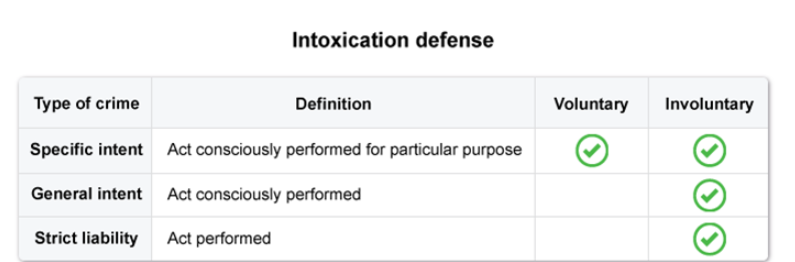 Intoxication defense
Type of crime Definition Voluntary Involuntary
Specific intent Act consciously performed for particular purpose
General intent Act consciously performed
Strict liability Act performed